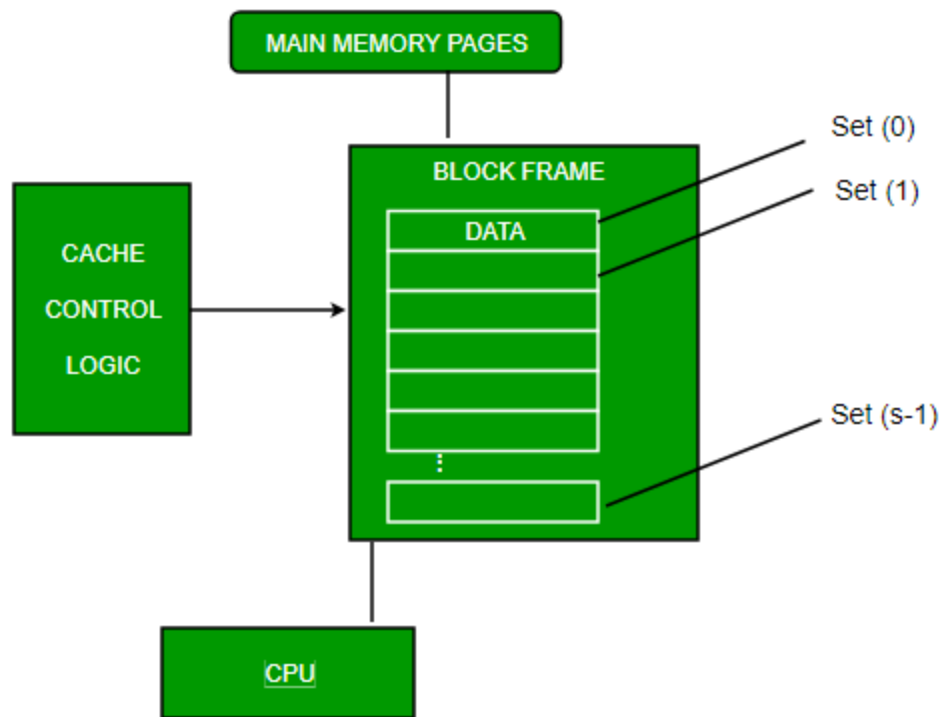 MAIN MEMORY PAGES
Set (0)
BLOCK FRAME
Set (1)
DATA
CACHE
CONTROL
LOGIC
Set (s-1)
CPU